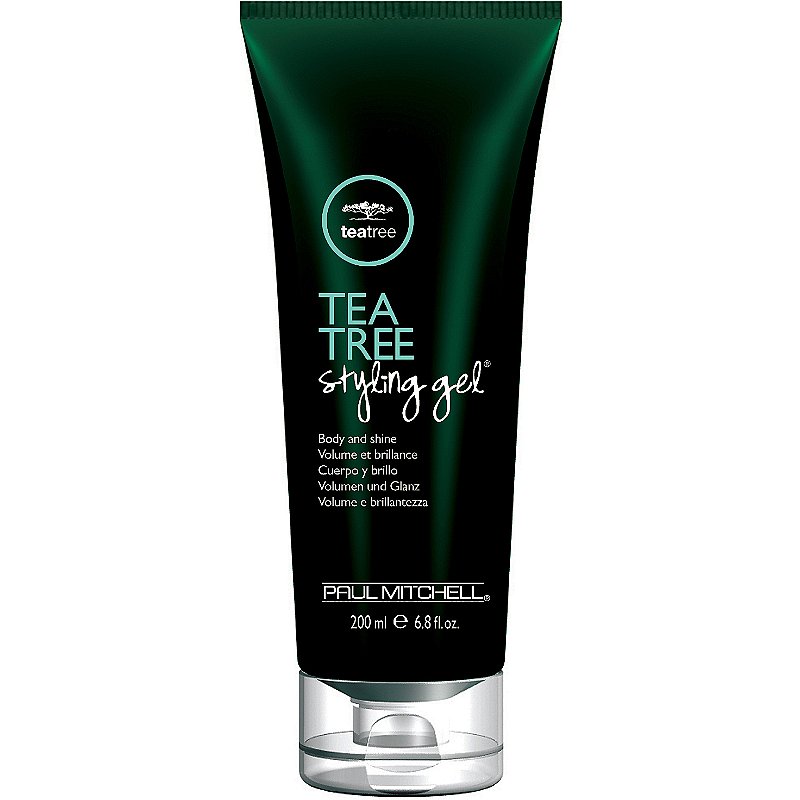 teatree
TEA
TREE
styling gel®
Body and shine
Volume et brillance
Cuerpo y brillo
Volumen und Glanz
Volume e brillantezza
PAUL MITCHELL®
200 ml ℮ 6.8 fl. oz.